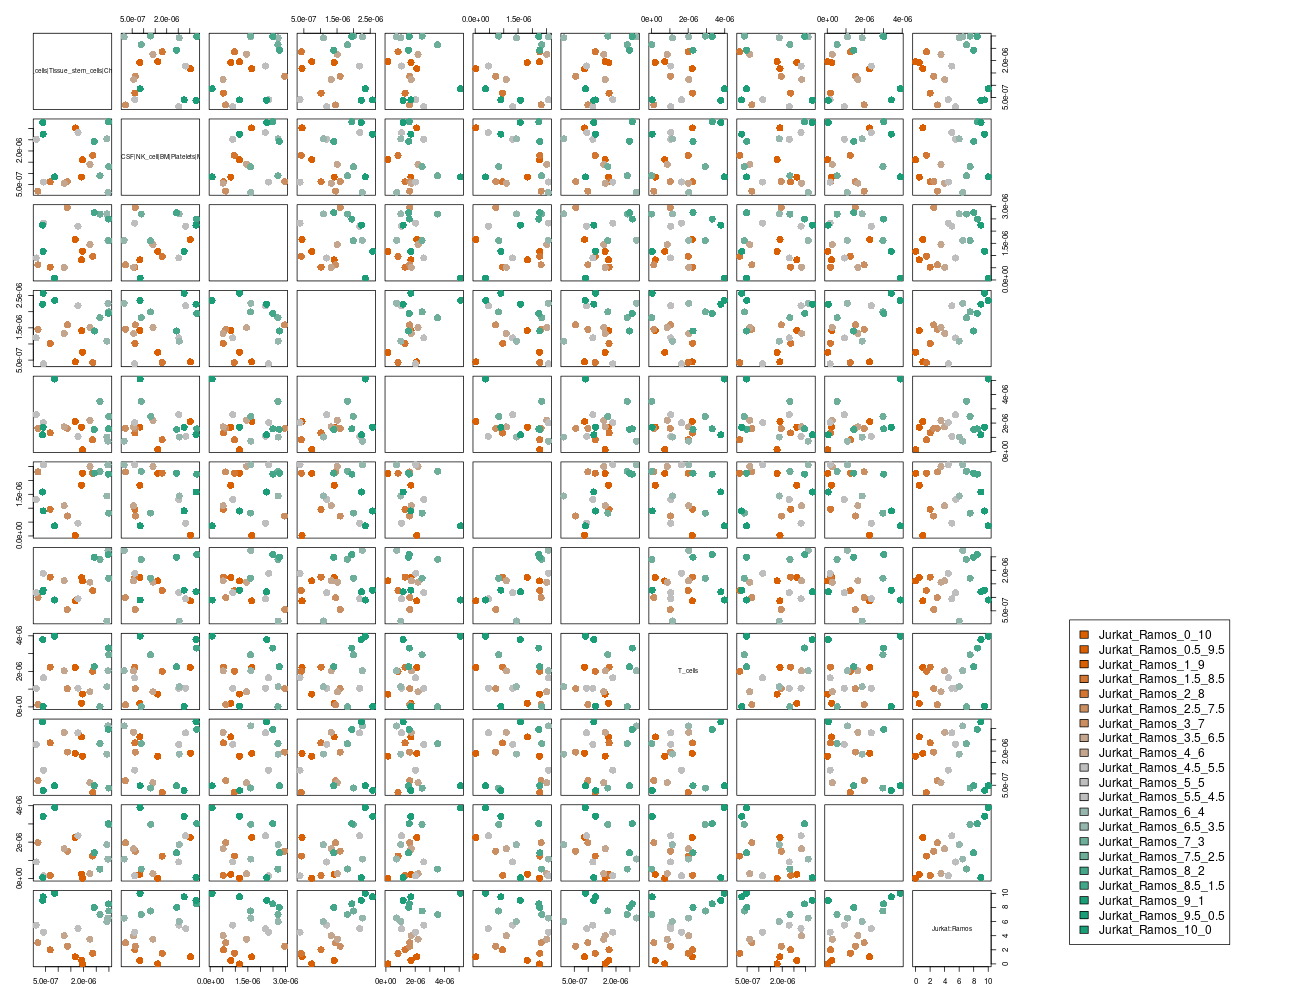 5.0e-07 2.0e-06 5.0e-07 1.5e-06 2.5e-06 0.0e+00 1.5e-06 0e+00 2e-06 4e-06 0e+00 2e-06 4e-06
cells|Tissue_stem_cells|Ch
5.0e-07 2.0e-06
5.0e-07 2.0e-06
CSF|NK_cell|BM|Platelets|M
0.0e+00 1.5e-06 3.0e-06
5.0e-07 1.5e-06 2.5e-06
0e+00 2e-06 4e-06
0.0e+00 1.5e-06
5.0e-07 2.0e-06
0e+00 2e-06 4e-06
T_cells
5.0e-07 2.0e-06
0e+00 2e-06 4e-06
Jurkat:Ramos
0 2 4 6 8 10
5.0e-07 2.0e-06 0.0e+00 1.5e-06 3.0e-06 0e+00 2e-06 4e-06 5.0e-07 2.0e-06 5.0e-07 2.0e-06 0 2 4 6 8 10
Jurkat_Ramos_0_10
Jurkat_Ramos_0.5_9.5
Jurkat_Ramos_1_9
Jurkat_Ramos_1.5_8.5
Jurkat_Ramos_2_8
Jurkat_Ramos_2.5_7.5
Jurkat_Ramos_3_7
Jurkat_Ramos_3.5_6.5
Jurkat_Ramos_4_6
Jurkat_Ramos_4.5_5.5
Jurkat_Ramos_5_5
Jurkat_Ramos_5.5_4.5
Jurkat_Ramos_6_4
Jurkat_Ramos_6.5_3.5
Jurkat_Ramos_7_3
Jurkat_Ramos_7.5_2.5
Jurkat_Ramos_8_2
Jurkat_Ramos_8.5_1.5
Jurkat_Ramos_9_1
Jurkat_Ramos_9.5_0.5
Jurkat_Ramos_10_0